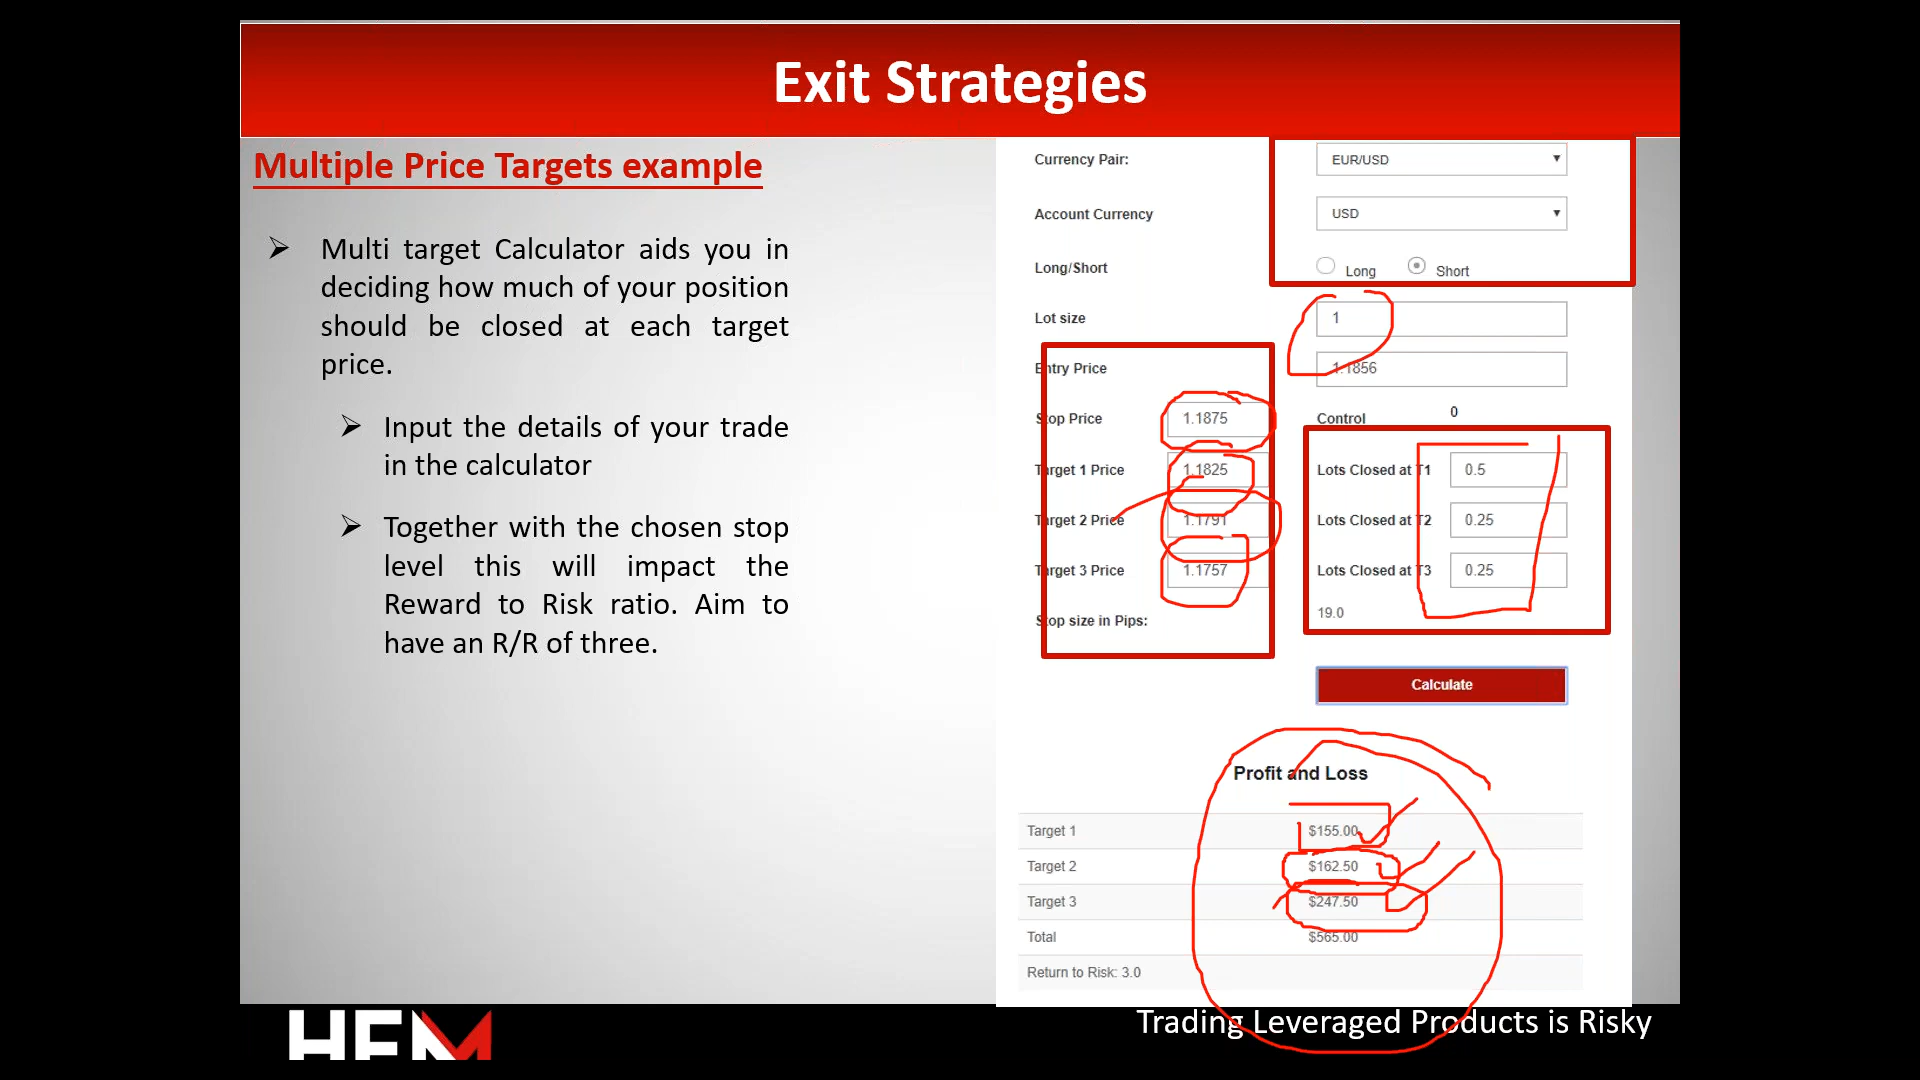 Exit Strategies
Multiple Price Targets example
Multi target Calculator aids you in
deciding how much of your position
should be closed at each target
price.
Input the details of your trade
in the calculator
Together with the chosen stop
level this will impact the
Reward to Risk ratio. Aim to
have an R/R of three.
Currency Pair: EUR/USD
Account Currency USD
Long/Short Long Short
Lot size 1
Entry Price 1.1856
Stop Price 1.1875 Control 0
Target 1 Price 1.1825 Lots Closed at T1 0.5
Target 2 Price 1.1791 Lots Closed at T2 0.25
Target 3 Price 1.1757 Lots Closed at T3 0.25
Stop size in Pips: 19.0
Calculate
Profit and Loss
Target 1 $155.00
Target 2 $162.50
Target 3 $247.50
Total $565.00
Return to Risk: 3.0
HFM
Trading Leveraged Products is Risky